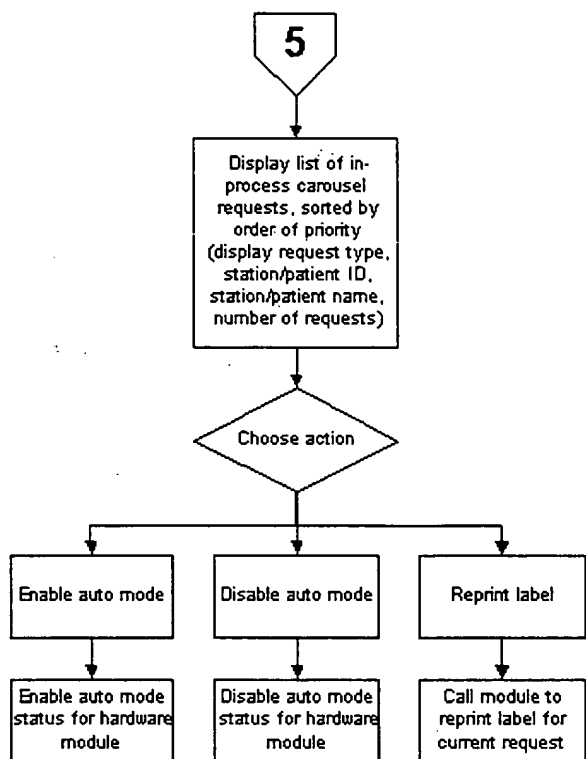 5
Display list of in-
process carousel
requests, sorted by
order of priority
(display request type,
station/patient ID,
station/patient name,
number of requests)
Choose action
Enable auto mode
Disable auto mode
Reprint label
Enable auto mode
status for hardware
module
Disable auto mode
status for hardware
module
Call module to
reprint label for
current request